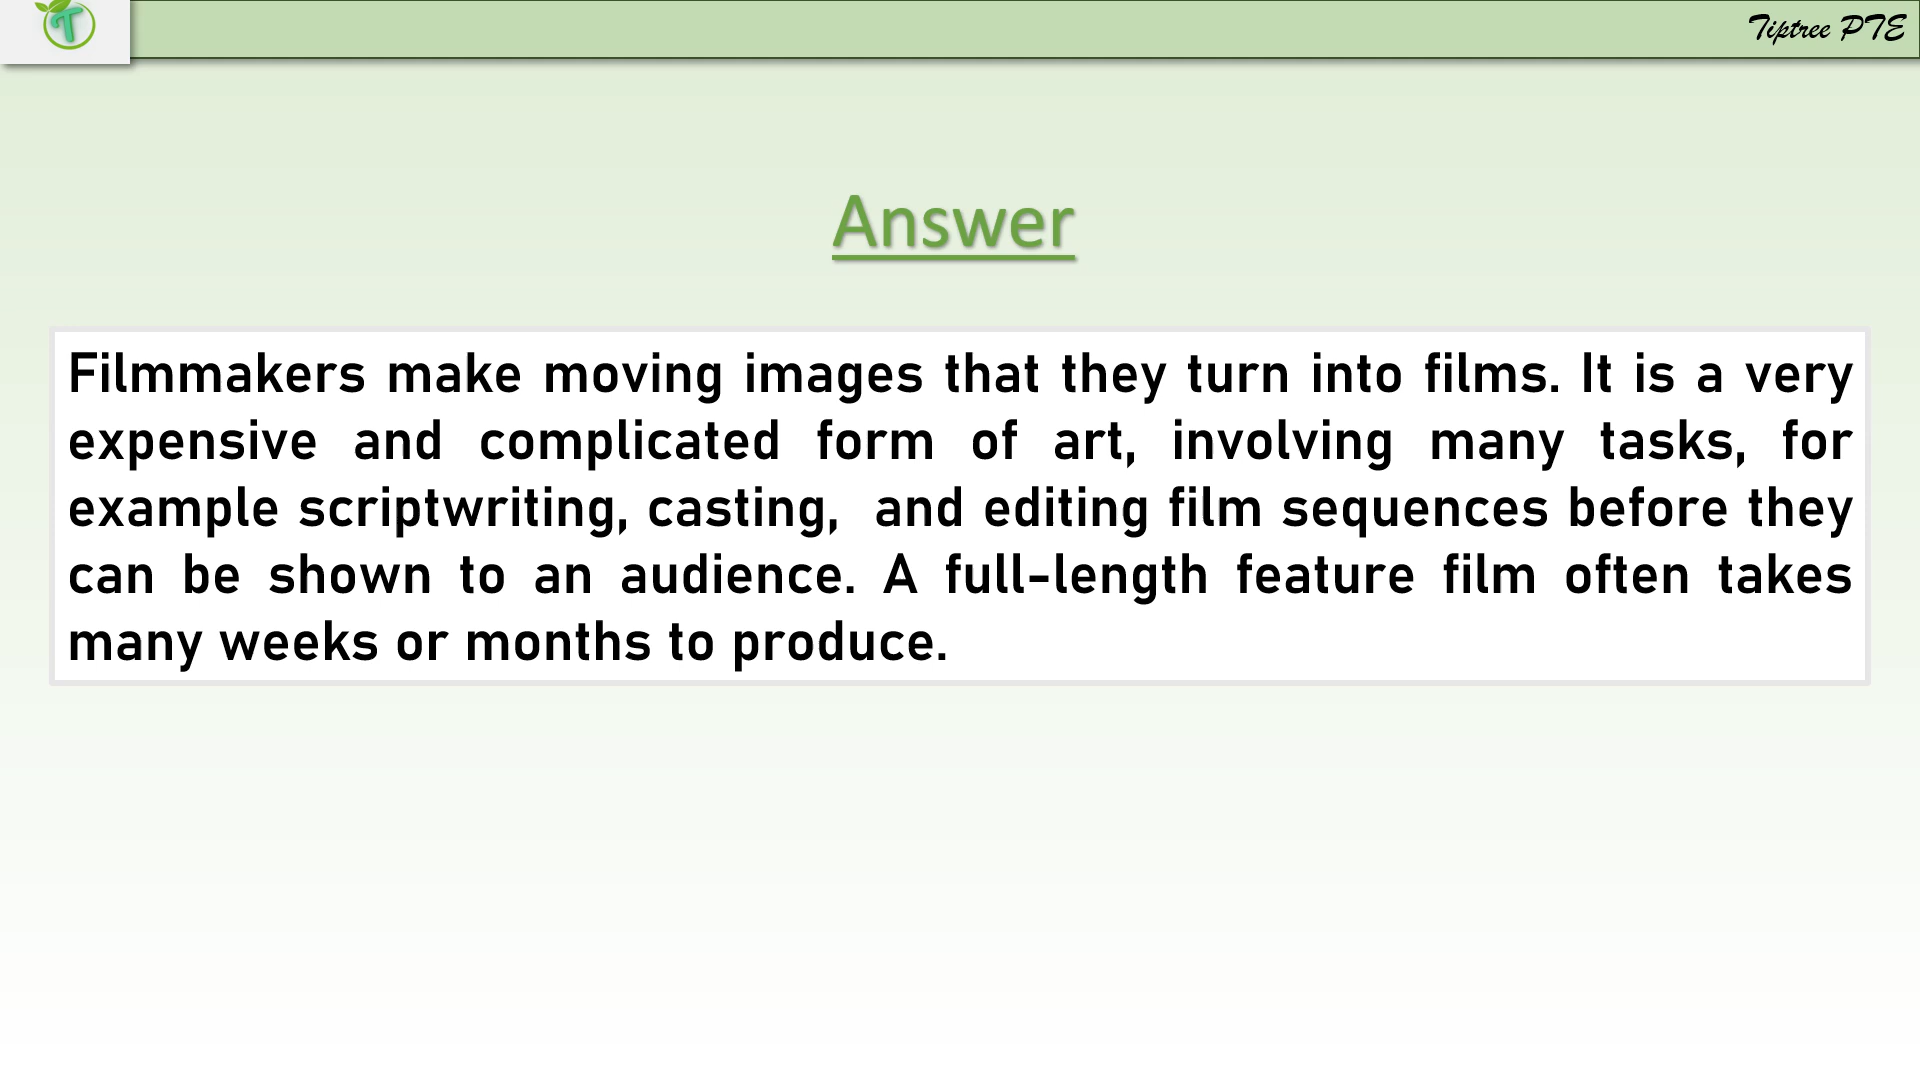 T
Tiptree PTE
Answer
Filmmakers make moving images that they turn into films. It is a very
expensive and complicated form of art, involving many tasks, for
example scriptwriting, casting,  and editing film sequences before they
can be shown to an audience. A full-length feature film often takes
many weeks or months to produce.